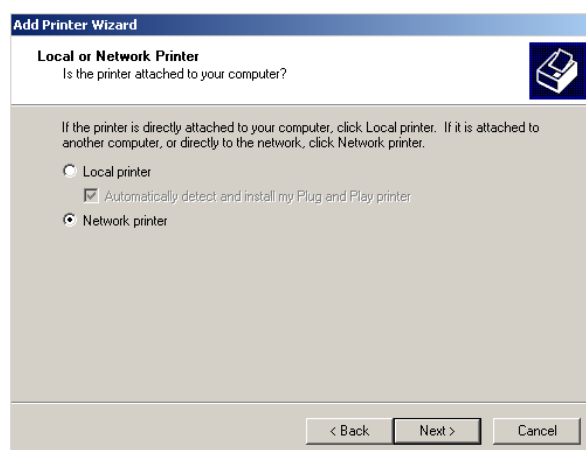 Add Printer Wizard
Local or Network Printer
Is the printer attached to your computer?
If the printer is directly attached to your computer, click Local printer.  If it is attached to
another computer, or directly to the network, click Network printer.
Local printer
Automatically detect and install my Plug and Play printer
Network printer
< Back
Next >
Cancel